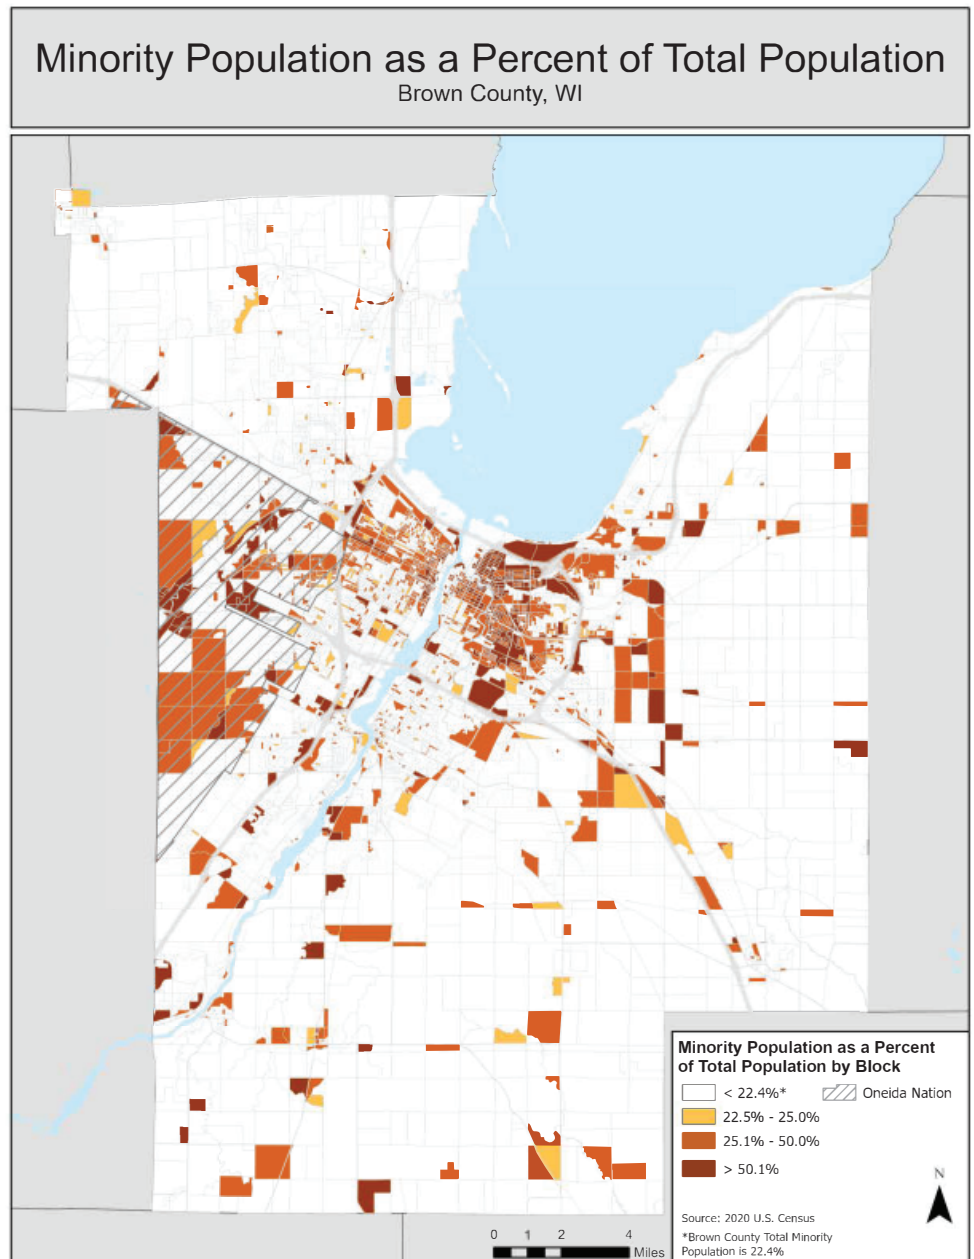 Minority Population as a Percent of Total Population
Brown County, WI
Minority Population as a Percent
of Total Population by Block
< 22.4%*
Oneida Nation
22.5% - 25.0%
25.1% - 50.0%
> 50.1%
N
Source: 2020 U.S. Census
*Brown County Total Minority
Population is 22.4%
0 1 2 4
Miles